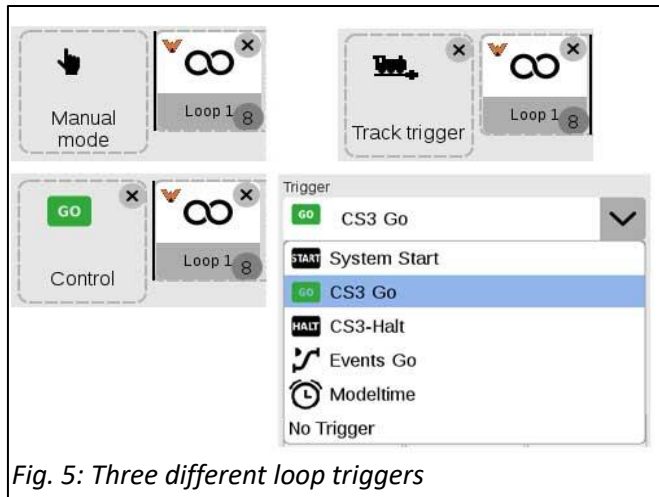 Manual
mode
Loop 1
8
Track trigger
Loop 1
8
GO
Control
Loop 1
8
Trigger
GO CS3 Go
START System Start
GO CS3 Go
HALT CS3-Halt
Events Go
Modeltime
No Trigger
Fig. 5: Three different loop triggers